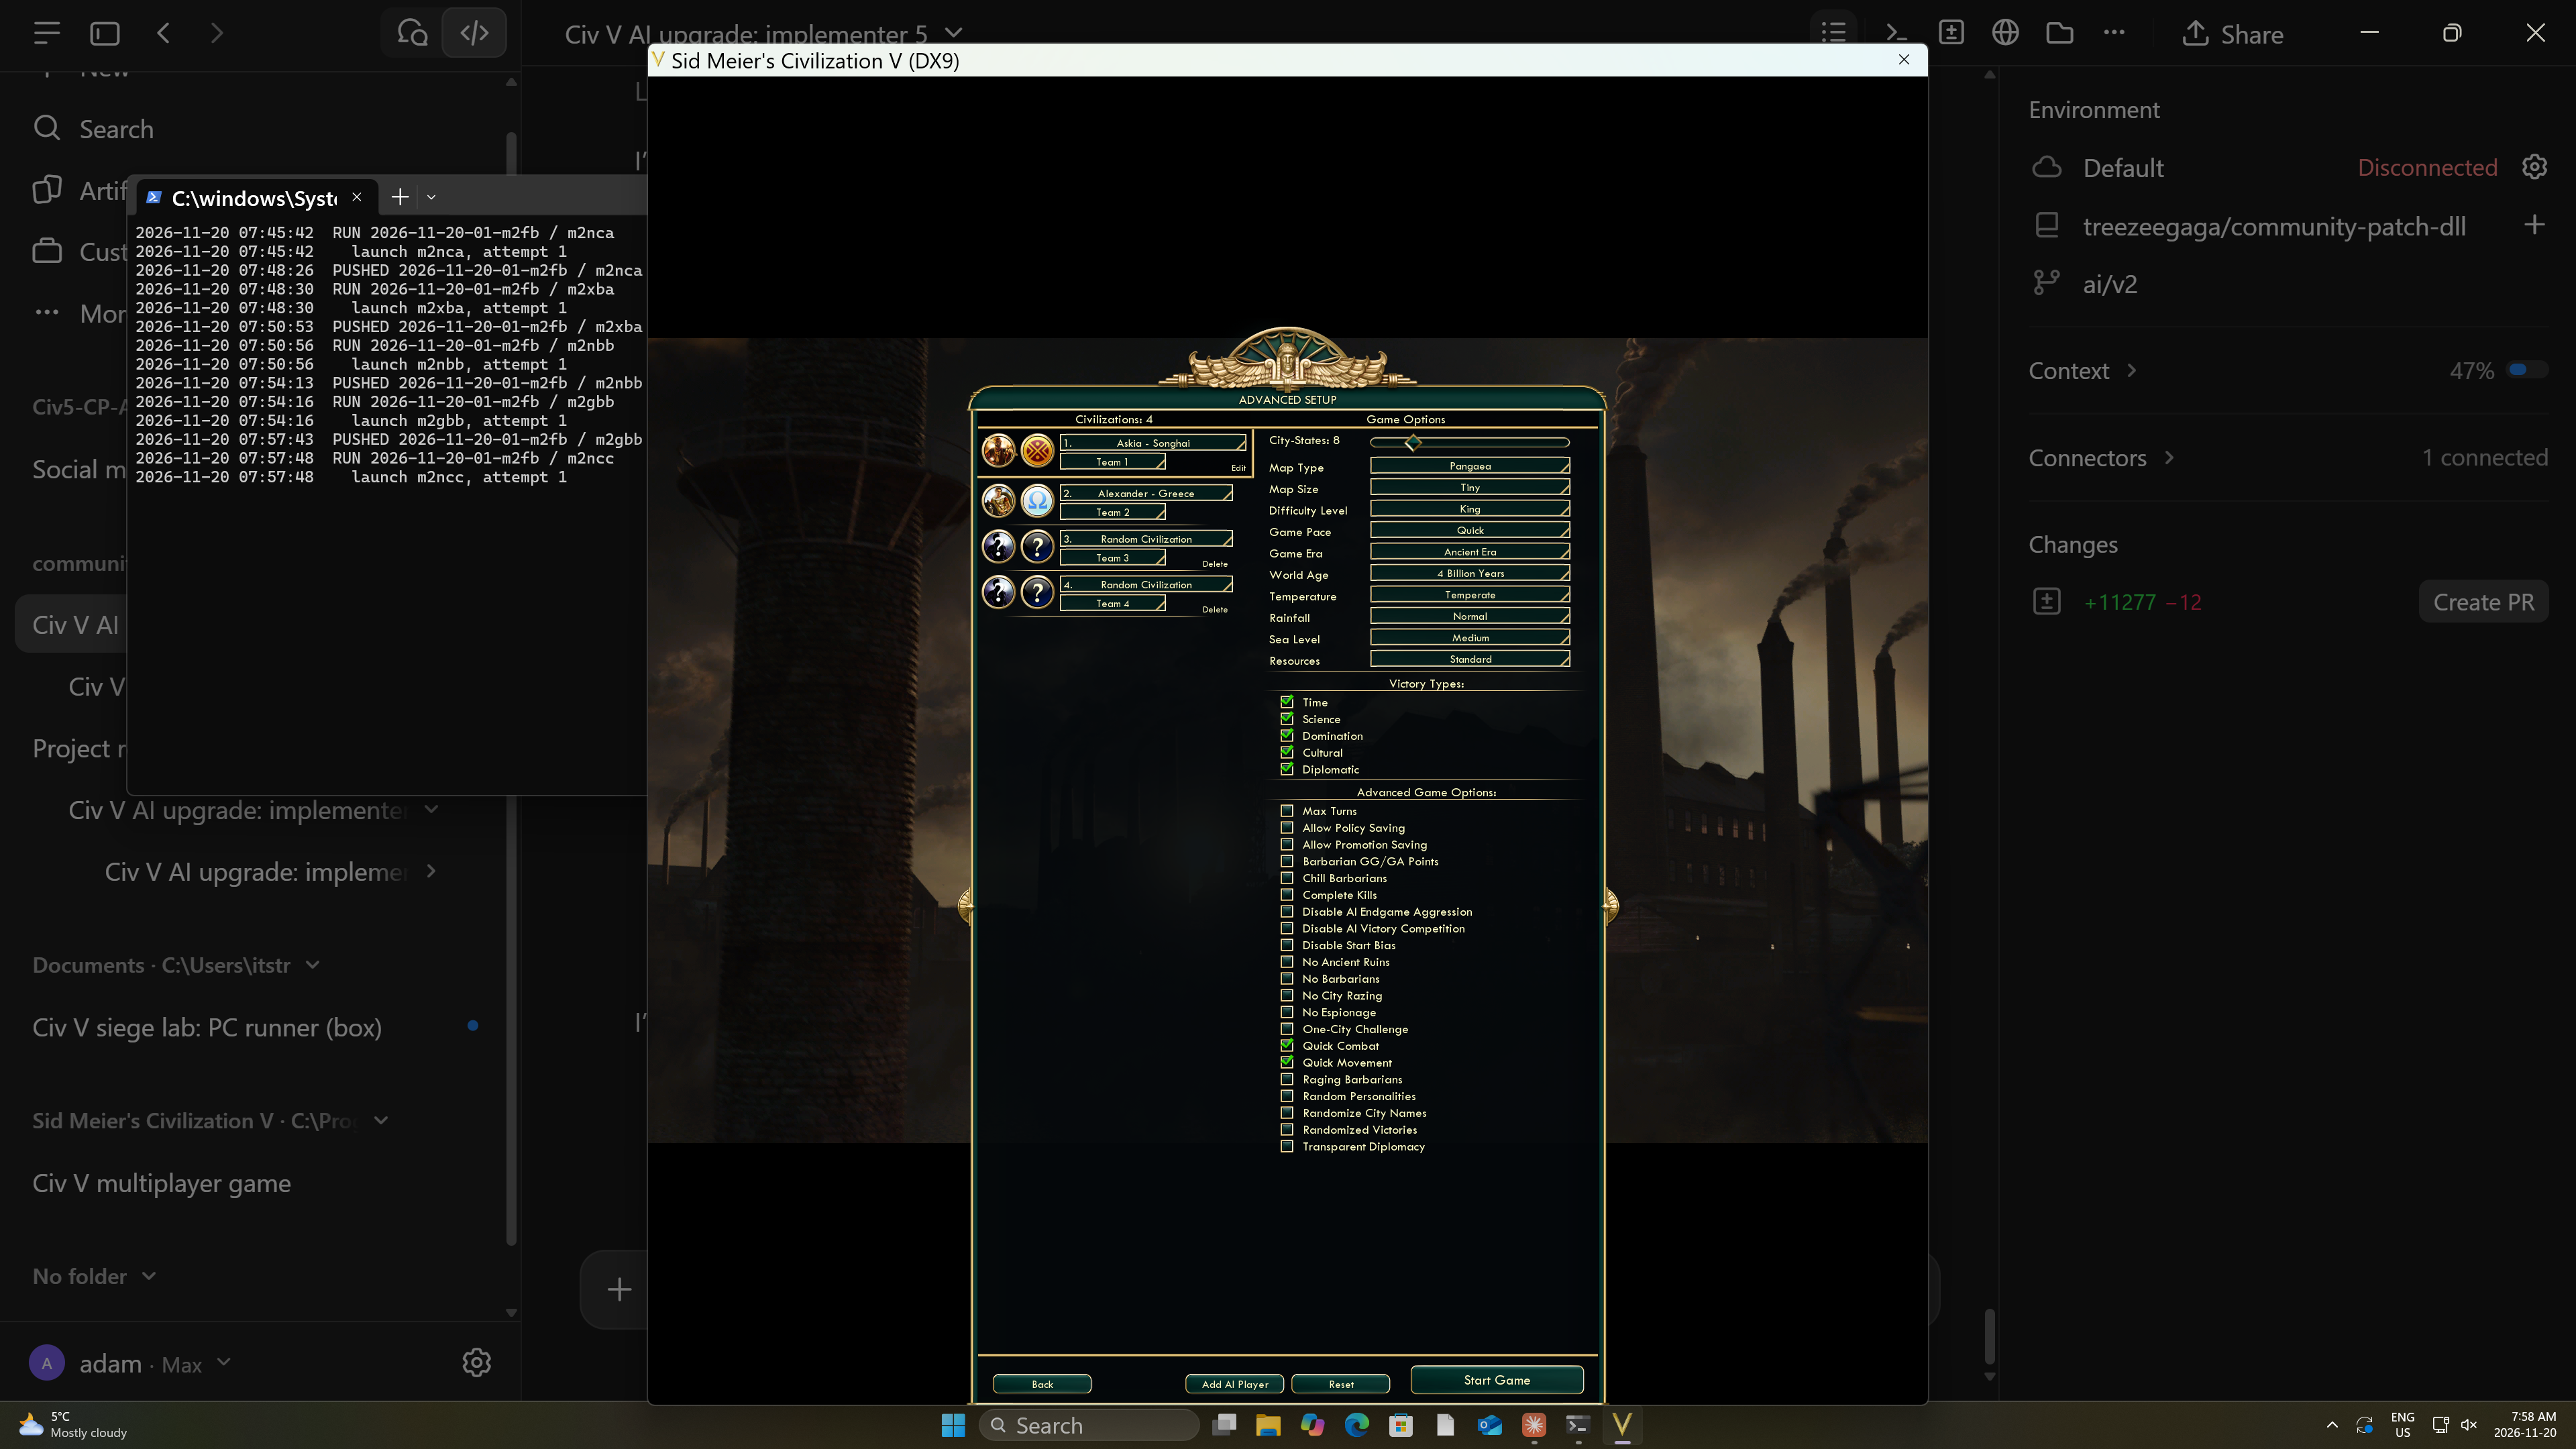 Civ V AI upgrade: implementer 5
Share
New
Search
Artif
Cust
Mor
Civ5-CP-A
Social m
communi
Civ V AI
Civ V
Project r
Civ V AI upgrade: implemente
Civ V AI upgrade: impleme
Documents · C:\Users\itstr
Civ V siege lab: PC runner (box)
Sid Meier's Civilization V · C:\Pro
Civ V multiplayer game
No folder
A adam · Max
C:\windows\Syst
2026-11-20 07:45:42 RUN 2026-11-20-01-m2fb / m2nca
2026-11-20 07:45:42 launch m2nca, attempt 1
2026-11-20 07:48:26 PUSHED 2026-11-20-01-m2fb / m2nca
2026-11-20 07:48:30 RUN 2026-11-20-01-m2fb / m2xba
2026-11-20 07:48:30 launch m2xba, attempt 1
2026-11-20 07:50:53 PUSHED 2026-11-20-01-m2fb / m2xba
2026-11-20 07:50:56 RUN 2026-11-20-01-m2fb / m2nbb
2026-11-20 07:50:56 launch m2nbb, attempt 1
2026-11-20 07:54:13 PUSHED 2026-11-20-01-m2fb / m2nbb
2026-11-20 07:54:16 RUN 2026-11-20-01-m2fb / m2gbb
2026-11-20 07:54:16 launch m2gbb, attempt 1
2026-11-20 07:57:43 PUSHED 2026-11-20-01-m2fb / m2gbb
2026-11-20 07:57:48 RUN 2026-11-20-01-m2fb / m2ncc
2026-11-20 07:57:48 launch m2ncc, attempt 1
L
I'
I'
Sid Meier's Civilization V (DX9)
ADVANCED SETUP
Civilizations: 4
1. Askia - Songhai
Team 1
Edit
2. Alexander - Greece
Team 2
3. Random Civilization
Team 3
Delete
4. Random Civilization
Team 4
Delete
Game Options
City-States: 8
Map Type Pangaea
Map Size Tiny
Difficulty Level King
Game Pace Quick
Game Era Ancient Era
World Age 4 Billion Years
Temperature Temperate
Rainfall Normal
Sea Level Medium
Resources Standard
Victory Types:
Time
Science
Domination
Cultural
Diplomatic
Advanced Game Options:
Max Turns
Allow Policy Saving
Allow Promotion Saving
Barbarian GG/GA Points
Chill Barbarians
Complete Kills
Disable AI Endgame Aggression
Disable AI Victory Competition
Disable Start Bias
No Ancient Ruins
No Barbarians
No City Razing
No Espionage
One-City Challenge
Quick Combat
Quick Movement
Raging Barbarians
Random Personalities
Randomize City Names
Randomized Victories
Transparent Diplomacy
Back
Add AI Player
Reset
Start Game
Environment
Default Disconnected
treezeegaga/community-patch-dll
ai/v2
Context 47%
Connectors 1 connected
Changes
+11277 −12 Create PR
5°C
Mostly cloudy
Search
ENG
US
7:58 AM
2026-11-20